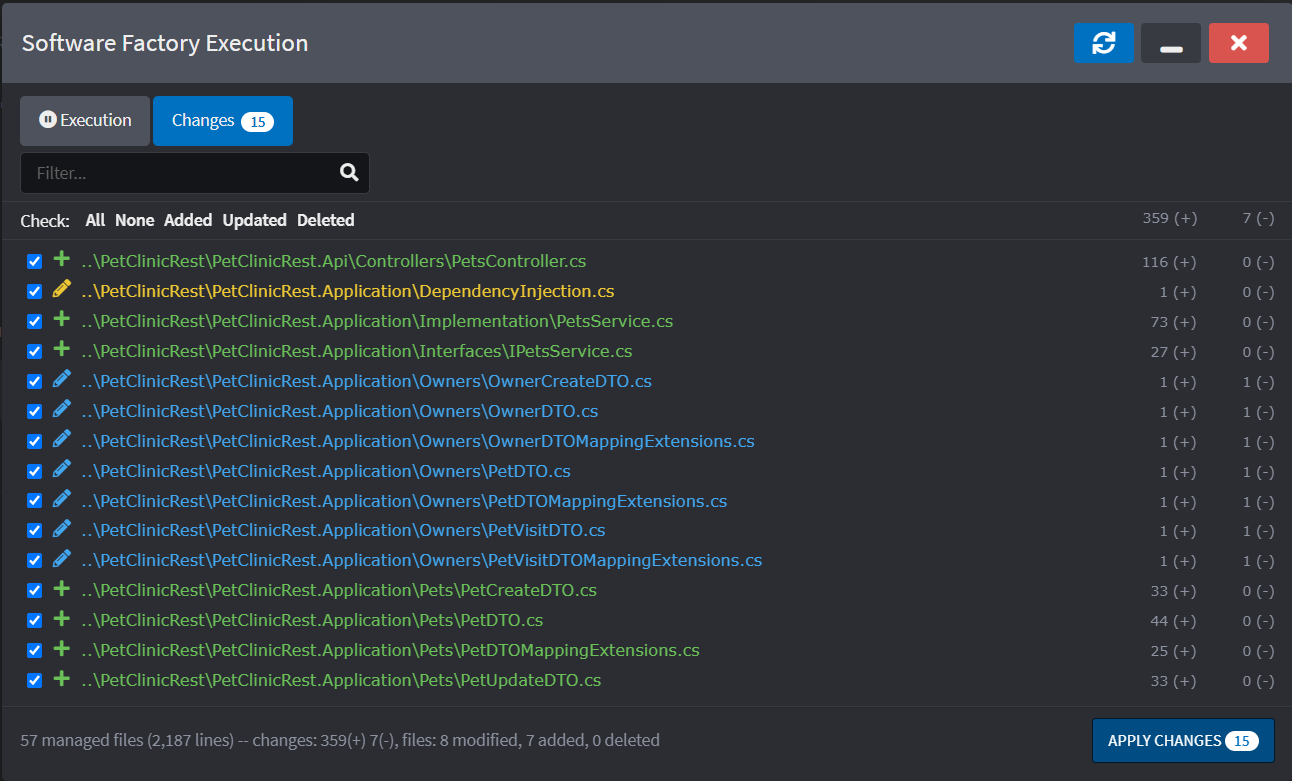 Software Factory Execution
Execution Changes 15
Filter...
Check: All None Added Updated Deleted 359 (+) 7 (-)
..\PetClinicRest\PetClinicRest.Api\Controllers\PetsController.cs 116 (+) 0 (-)
..\PetClinicRest\PetClinicRest.Application\DependencyInjection.cs 1 (+) 0 (-)
..\PetClinicRest\PetClinicRest.Application\Implementation\PetsService.cs 73 (+) 0 (-)
..\PetClinicRest\PetClinicRest.Application\Interfaces\IPetsService.cs 27 (+) 0 (-)
..\PetClinicRest\PetClinicRest.Application\Owners\OwnerCreateDTO.cs 1 (+) 1 (-)
..\PetClinicRest\PetClinicRest.Application\Owners\OwnerDTO.cs 1 (+) 1 (-)
..\PetClinicRest\PetClinicRest.Application\Owners\OwnerDTOMappingExtensions.cs 1 (+) 1 (-)
..\PetClinicRest\PetClinicRest.Application\Owners\PetDTO.cs 1 (+) 1 (-)
..\PetClinicRest\PetClinicRest.Application\Owners\PetDTOMappingExtensions.cs 1 (+) 1 (-)
..\PetClinicRest\PetClinicRest.Application\Owners\PetVisitDTO.cs 1 (+) 1 (-)
..\PetClinicRest\PetClinicRest.Application\Owners\PetVisitDTOMappingExtensions.cs 1 (+) 1 (-)
..\PetClinicRest\PetClinicRest.Application\Pets\PetCreateDTO.cs 33 (+) 0 (-)
..\PetClinicRest\PetClinicRest.Application\Pets\PetDTO.cs 44 (+) 0 (-)
..\PetClinicRest\PetClinicRest.Application\Pets\PetDTOMappingExtensions.cs 25 (+) 0 (-)
..\PetClinicRest\PetClinicRest.Application\Pets\PetUpdateDTO.cs 33 (+) 0 (-)
57 managed files (2,187 lines) -- changes: 359(+) 7(-), files: 8 modified, 7 added, 0 deleted
APPLY CHANGES 15